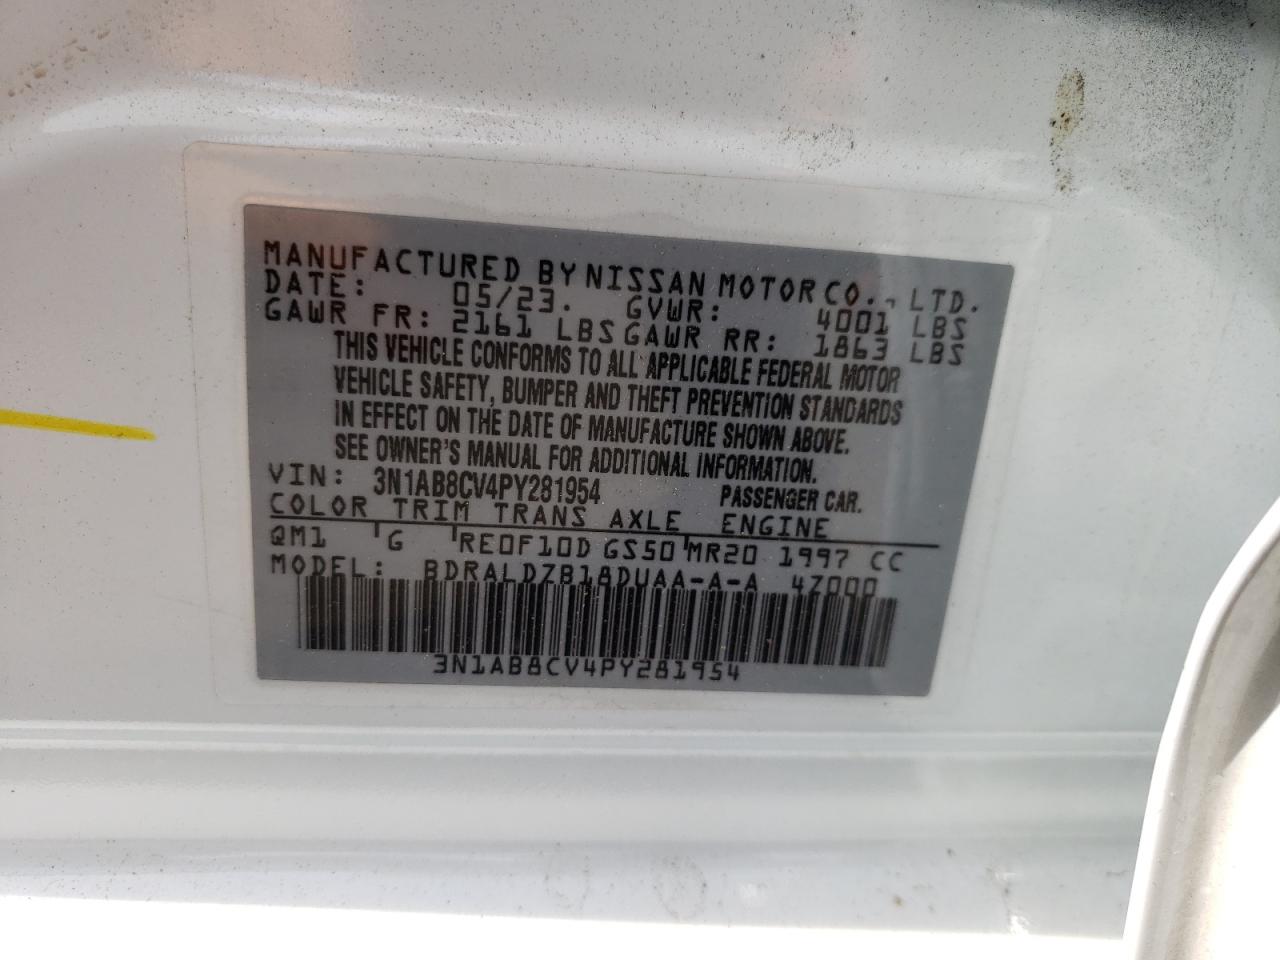 MANUFACTURED BY NISSAN MOTOR CO., LTD.
DATE: 05/23. GVWR: 4001 LBS
GAWR FR: 2161 LBS GAWR RR: 1863 LBS
THIS VEHICLE CONFORMS TO ALL APPLICABLE FEDERAL MOTOR
VEHICLE SAFETY, BUMPER AND THEFT PREVENTION STANDARDS
IN EFFECT ON THE DATE OF MANUFACTURE SHOWN ABOVE.
SEE OWNER'S MANUAL FOR ADDITIONAL INFORMATION.
VIN: 3N1AB8CV4PY281954 PASSENGER CAR.
COLOR TRIM TRANS AXLE ENGINE
QM1 G RE0F10D GS50 MR20 1997 CC
MODEL: BDRALDZB18DUAA-A-A 4Z000
3N1AB8CV4PY281954